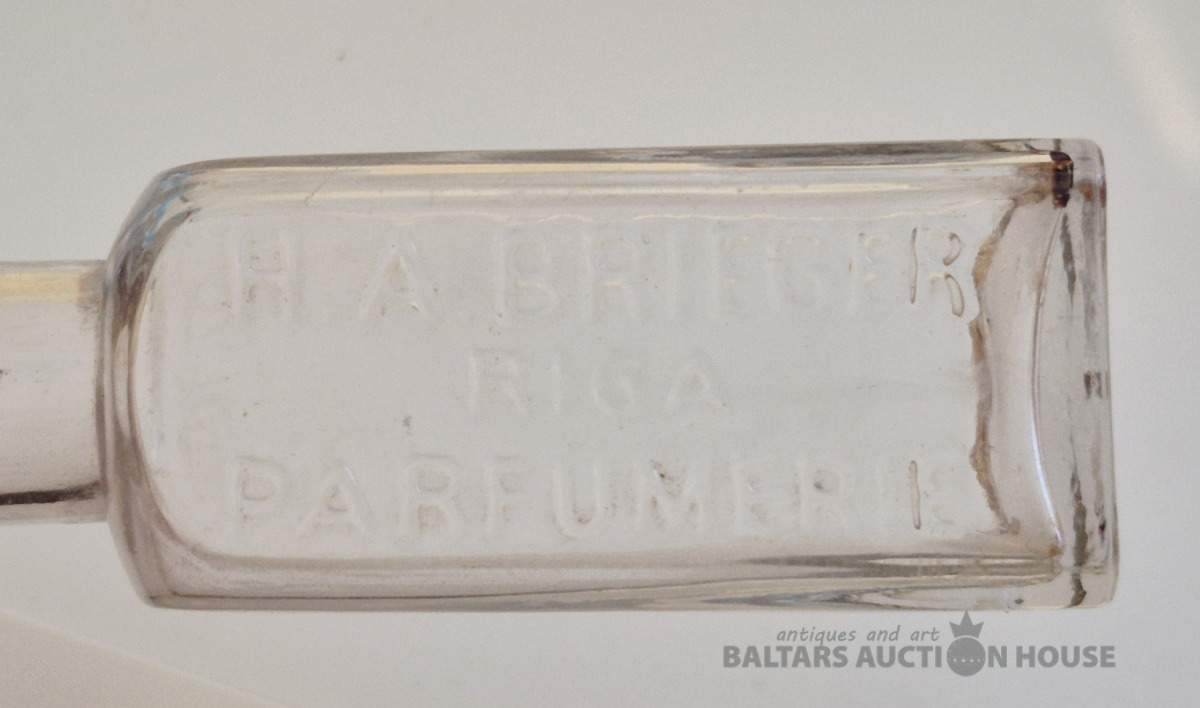 H A BRIEGER
RIGA
PARFUMERIE
antiques and art
BALTARS AUCTION HOUSE